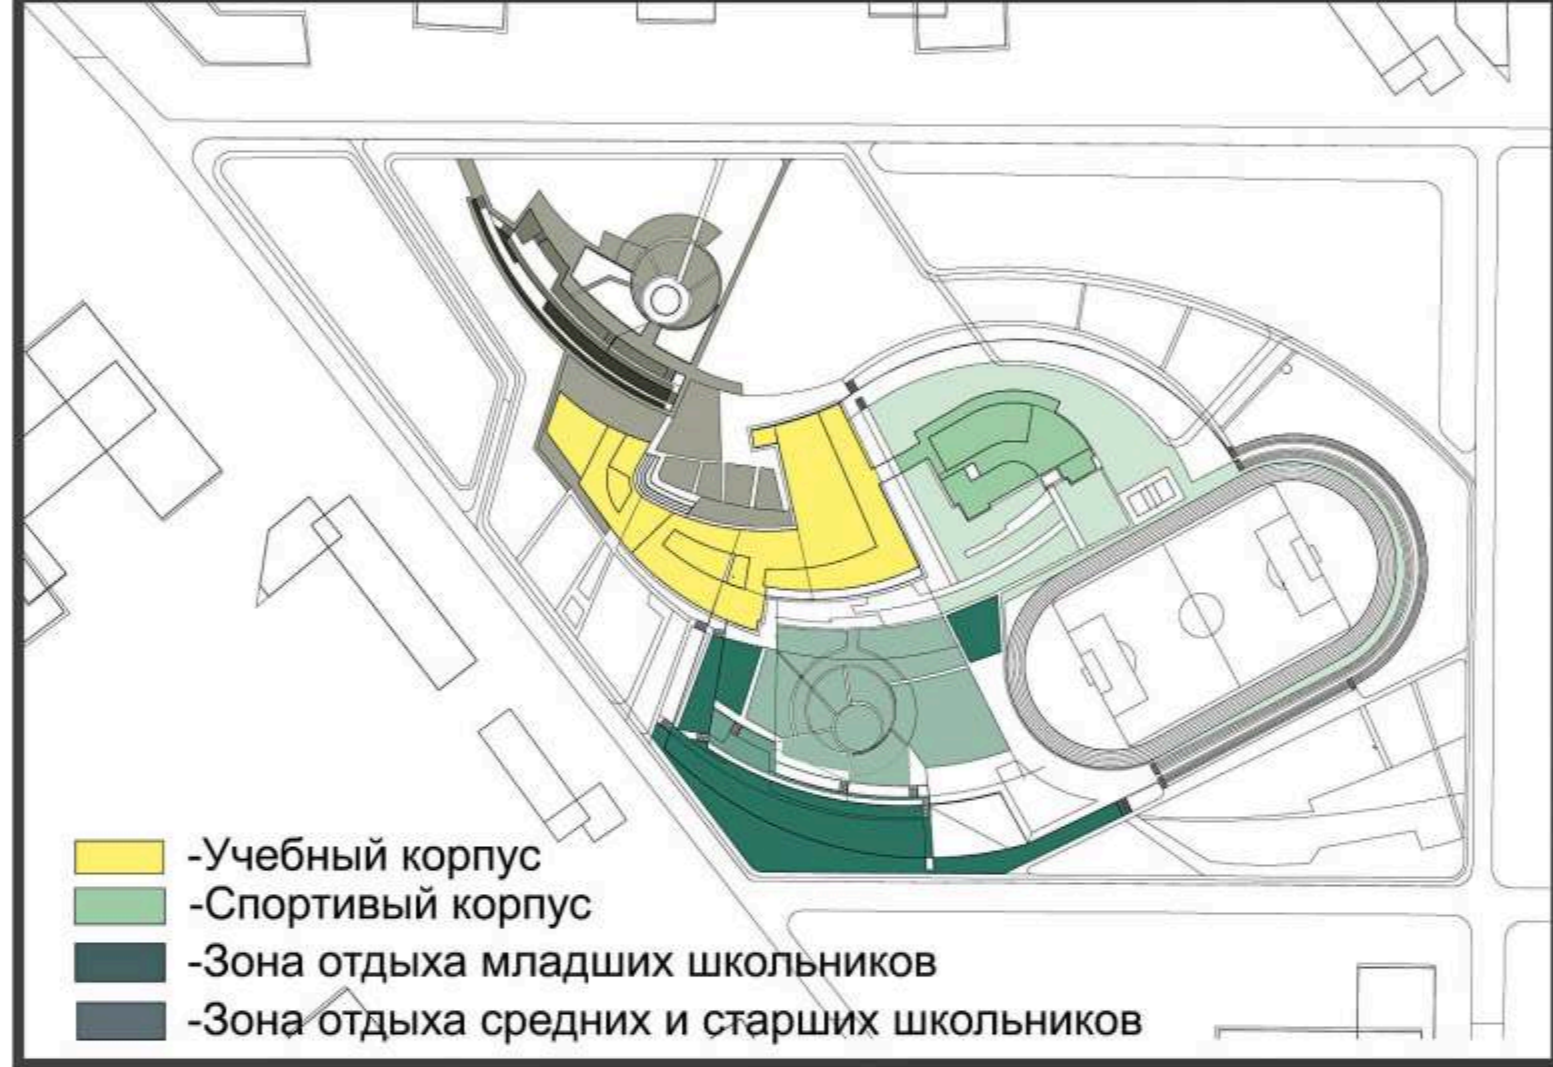 -Учебный корпус
-Спортивый корпус
-Зона отдыха младших школьников
-Зона отдыха средних и старших школьников